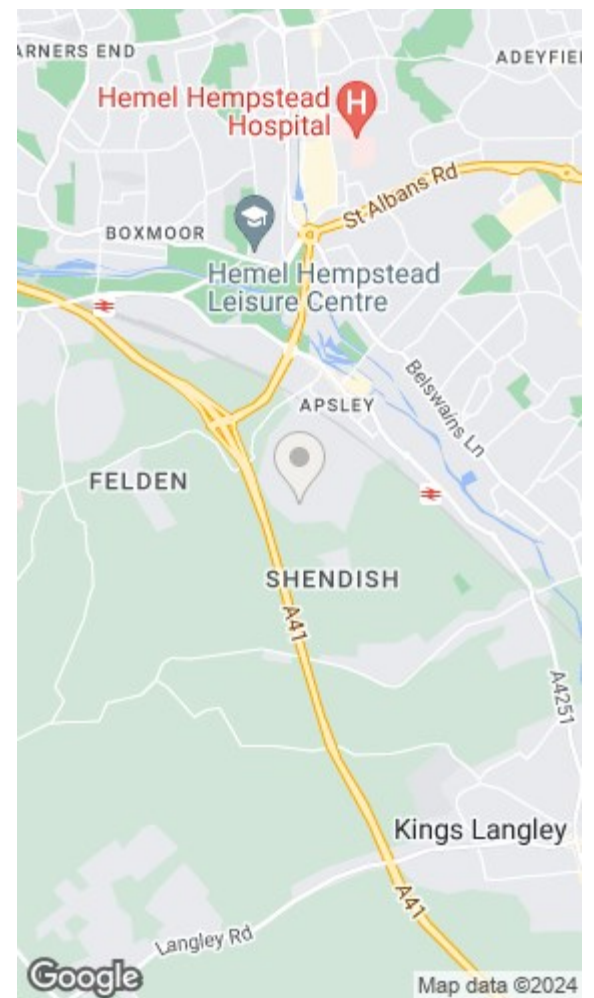 ARNERS END
ADEYFIE
Hemel Hempstead
Hospital
H
St Albans Rd
BOXMOOR
Hemel Hempstead
Leisure Centre
Belswains Ln
APSLEY
FELDEN
SHENDISH
A41
A4251
Kings Langley
A41
Langley Rd
Google
Map data ©2024